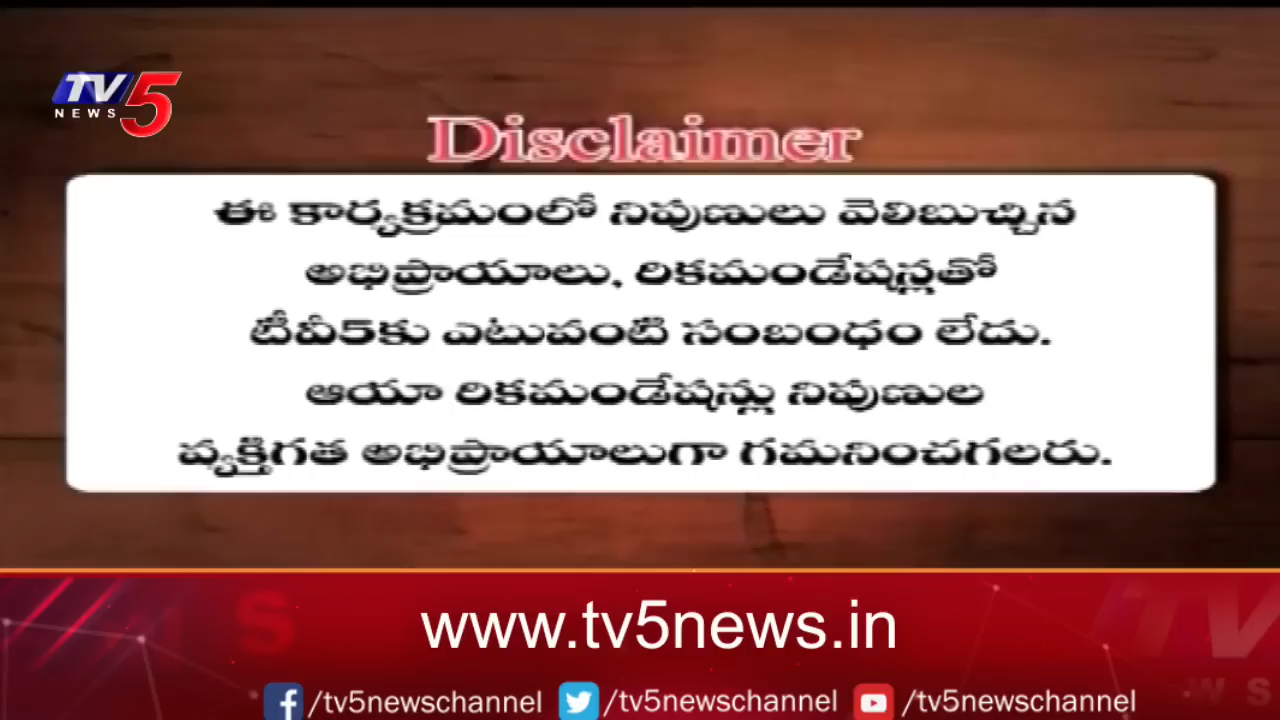 TV5
NEWS
Disclaimer
ఈ కార్యక్రమంలో నిపుణులు వెలిబుచ్చిన
అభిప్రాయాలు, రికమండేషన్లతో
టీవీ5కు ఎటువంటి సంబంధం లేదు.
ఆయా రికమండేషన్లు నిపుణుల
వ్యక్తిగత అభిప్రాయాలుగా గమనించగలరు.
www.tv5news.in
/tv5newschannel /tv5newschannel /tv5newschannel